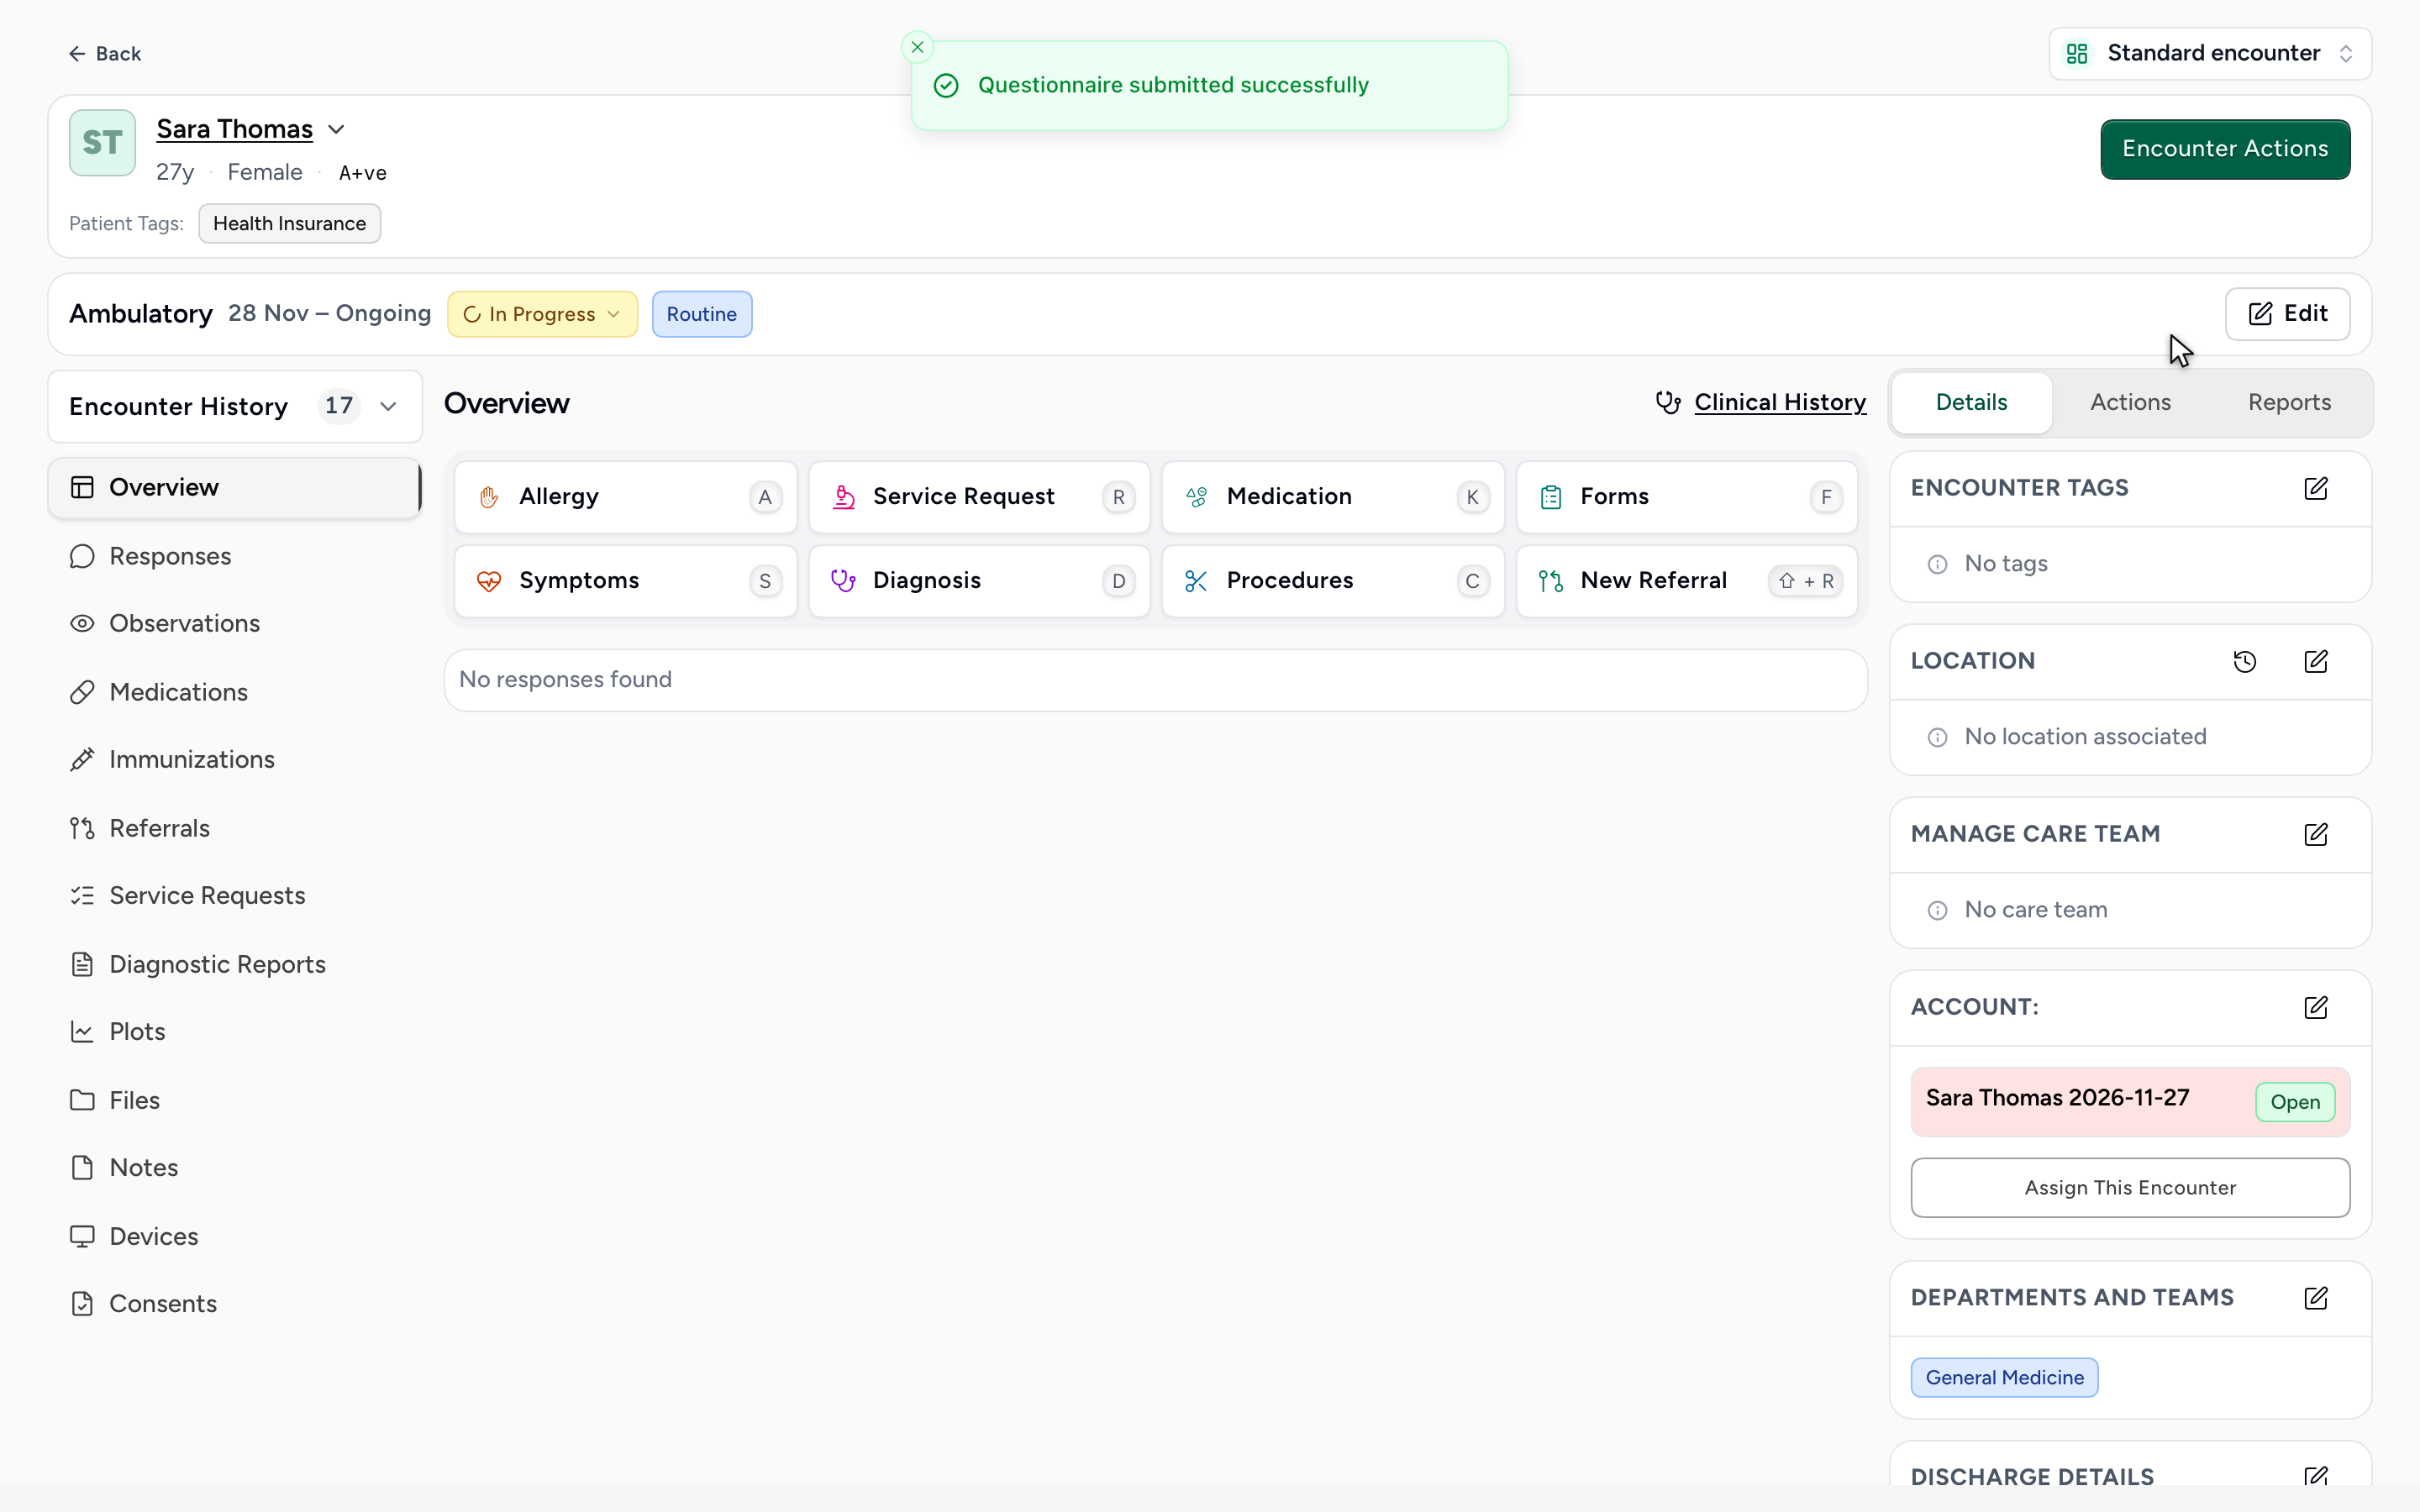 Back
Questionnaire submitted successfully
Standard encounter
ST
Sara Thomas
27y · Female · A+ve
Encounter Actions
Patient Tags: Health Insurance
Ambulatory 28 Nov – Ongoing In Progress Routine
Edit
Encounter History 17
Overview
Responses
Observations
Medications
Immunizations
Referrals
Service Requests
Diagnostic Reports
Plots
Files
Notes
Devices
Consents
Overview
Clinical History
Allergy A
Service Request R
Medication K
Forms F
Symptoms S
Diagnosis D
Procedures C
New Referral ⇧ + R
No responses found
Details Actions Reports
ENCOUNTER TAGS
No tags
LOCATION
No location associated
MANAGE CARE TEAM
No care team
ACCOUNT:
Sara Thomas 2026-11-27 Open
Assign This Encounter
DEPARTMENTS AND TEAMS
General Medicine
DISCHARGE DETAILS